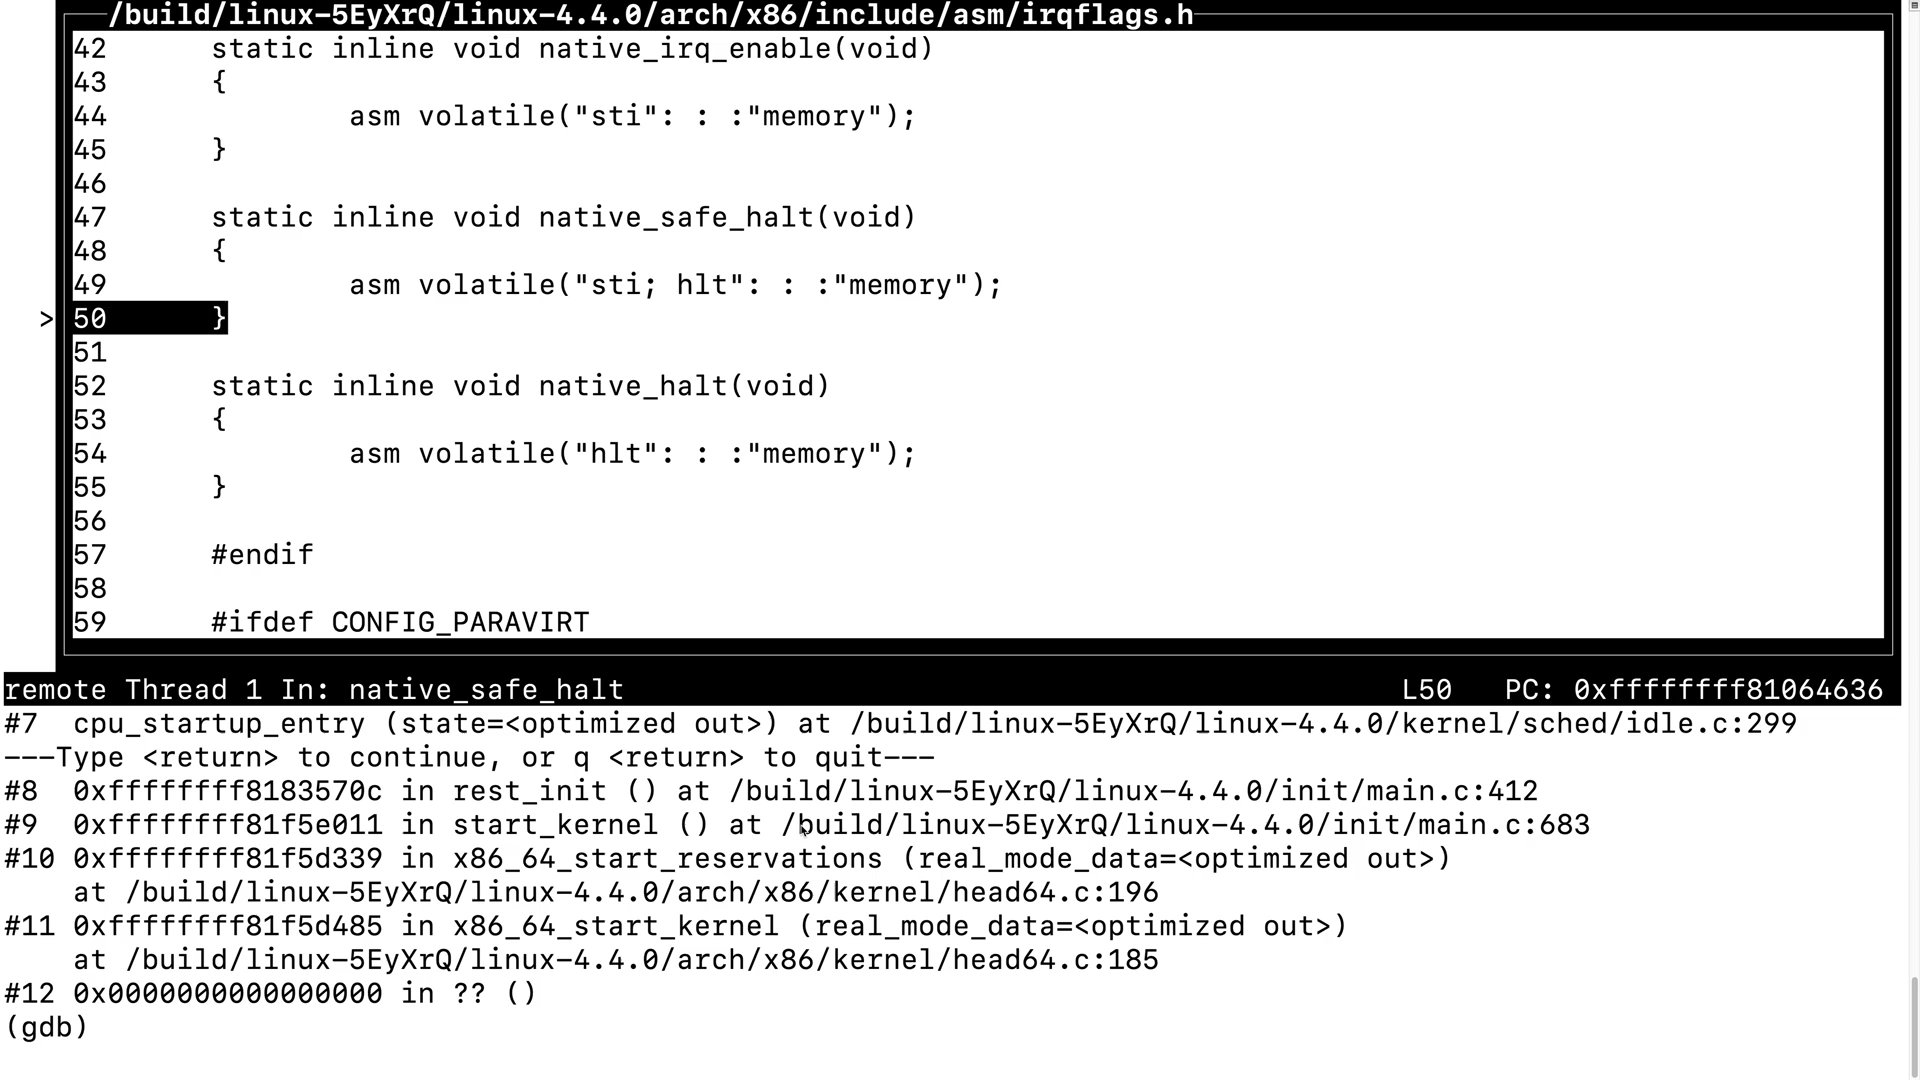 /build/linux-5EyXrQ/linux-4.4.0/arch/x86/include/asm/irqflags.h
42      static inline void native_irq_enable(void)
43      {
44              asm volatile("sti": : :"memory");
45      }
46
47      static inline void native_safe_halt(void)
48      {
49              asm volatile("sti; hlt": : :"memory");
>50      }
51
52      static inline void native_halt(void)
53      {
54              asm volatile("hlt": : :"memory");
55      }
56
57      #endif
58
59      #ifdef CONFIG_PARAVIRT
remote Thread 1 In: native_safe_halt L50 PC: 0xffffffff81064636
#7  cpu_startup_entry (state=<optimized out>) at /build/linux-5EyXrQ/linux-4.4.0/kernel/sched/idle.c:299
---Type <return> to continue, or q <return> to quit---
#8  0xffffffff8183570c in rest_init () at /build/linux-5EyXrQ/linux-4.4.0/init/main.c:412
#9  0xffffffff81f5e011 in start_kernel () at /build/linux-5EyXrQ/linux-4.4.0/init/main.c:683
#10 0xffffffff81f5d339 in x86_64_start_reservations (real_mode_data=<optimized out>)
    at /build/linux-5EyXrQ/linux-4.4.0/arch/x86/kernel/head64.c:196
#11 0xffffffff81f5d485 in x86_64_start_kernel (real_mode_data=<optimized out>)
    at /build/linux-5EyXrQ/linux-4.4.0/arch/x86/kernel/head64.c:185
#12 0x0000000000000000 in ?? ()
(gdb)